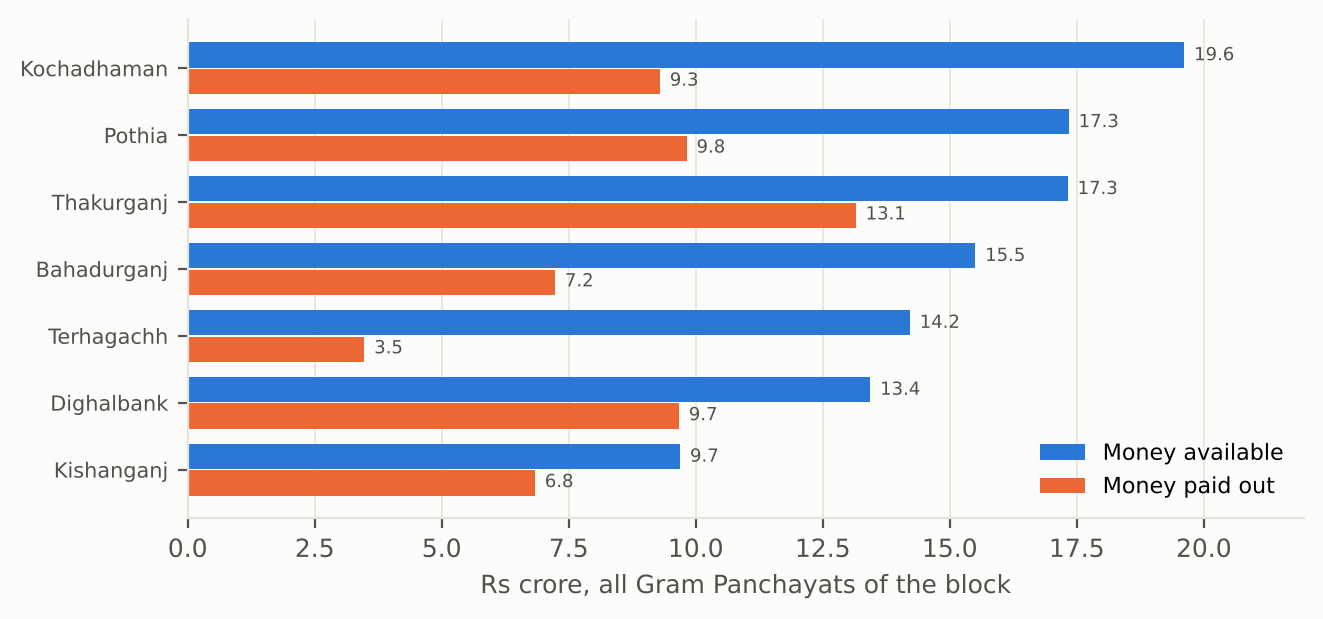 Kochadhaman 19.6
9.3
Pothia 17.3
9.8
Thakurganj 17.3
13.1
Bahadurganj 15.5
7.2
Terhagachh 14.2
3.5
Dighalbank 13.4
9.7
Kishanganj 9.7
6.8
Money available
Money paid out
0.0 2.5 5.0 7.5 10.0 12.5 15.0 17.5 20.0
Rs crore, all Gram Panchayats of the block